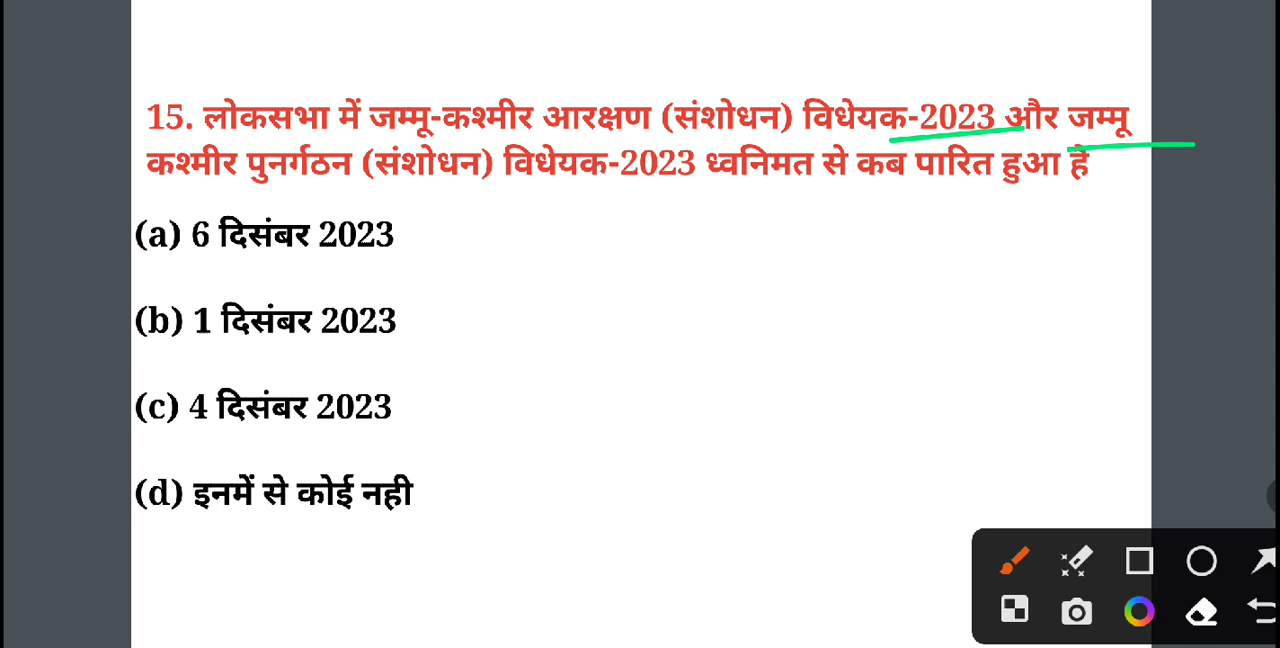 15. लोकसभा में जम्मू-कश्मीर आरक्षण (संशोधन) विधेयक-2023 और जम्मू
कश्मीर पुनर्गठन (संशोधन) विधेयक-2023 ध्वनिमत से कब पारित हुआ है
(a) 6 दिसंबर 2023
(b) 1 दिसंबर 2023
(c) 4 दिसंबर 2023
(d) इनमें से कोई नही